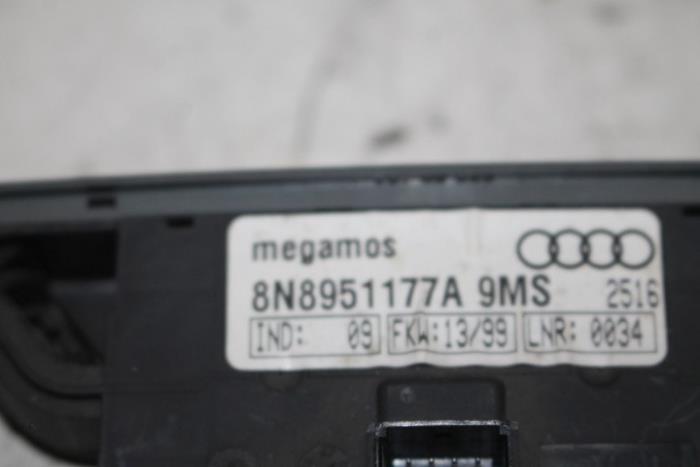 megamos
8N8951177A 9MS 2516
IND: 09 FKW:13/99 LNR: 0034